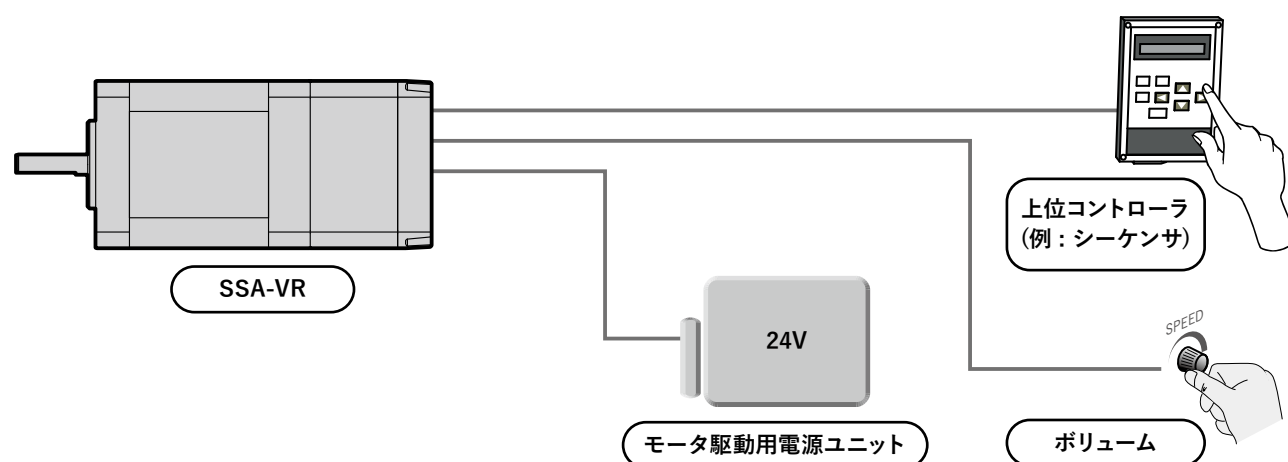 上位コントローラ
(例：シーケンサ)
SSA-VR
SPEED
24V
モータ駆動用電源ユニット
ボリューム